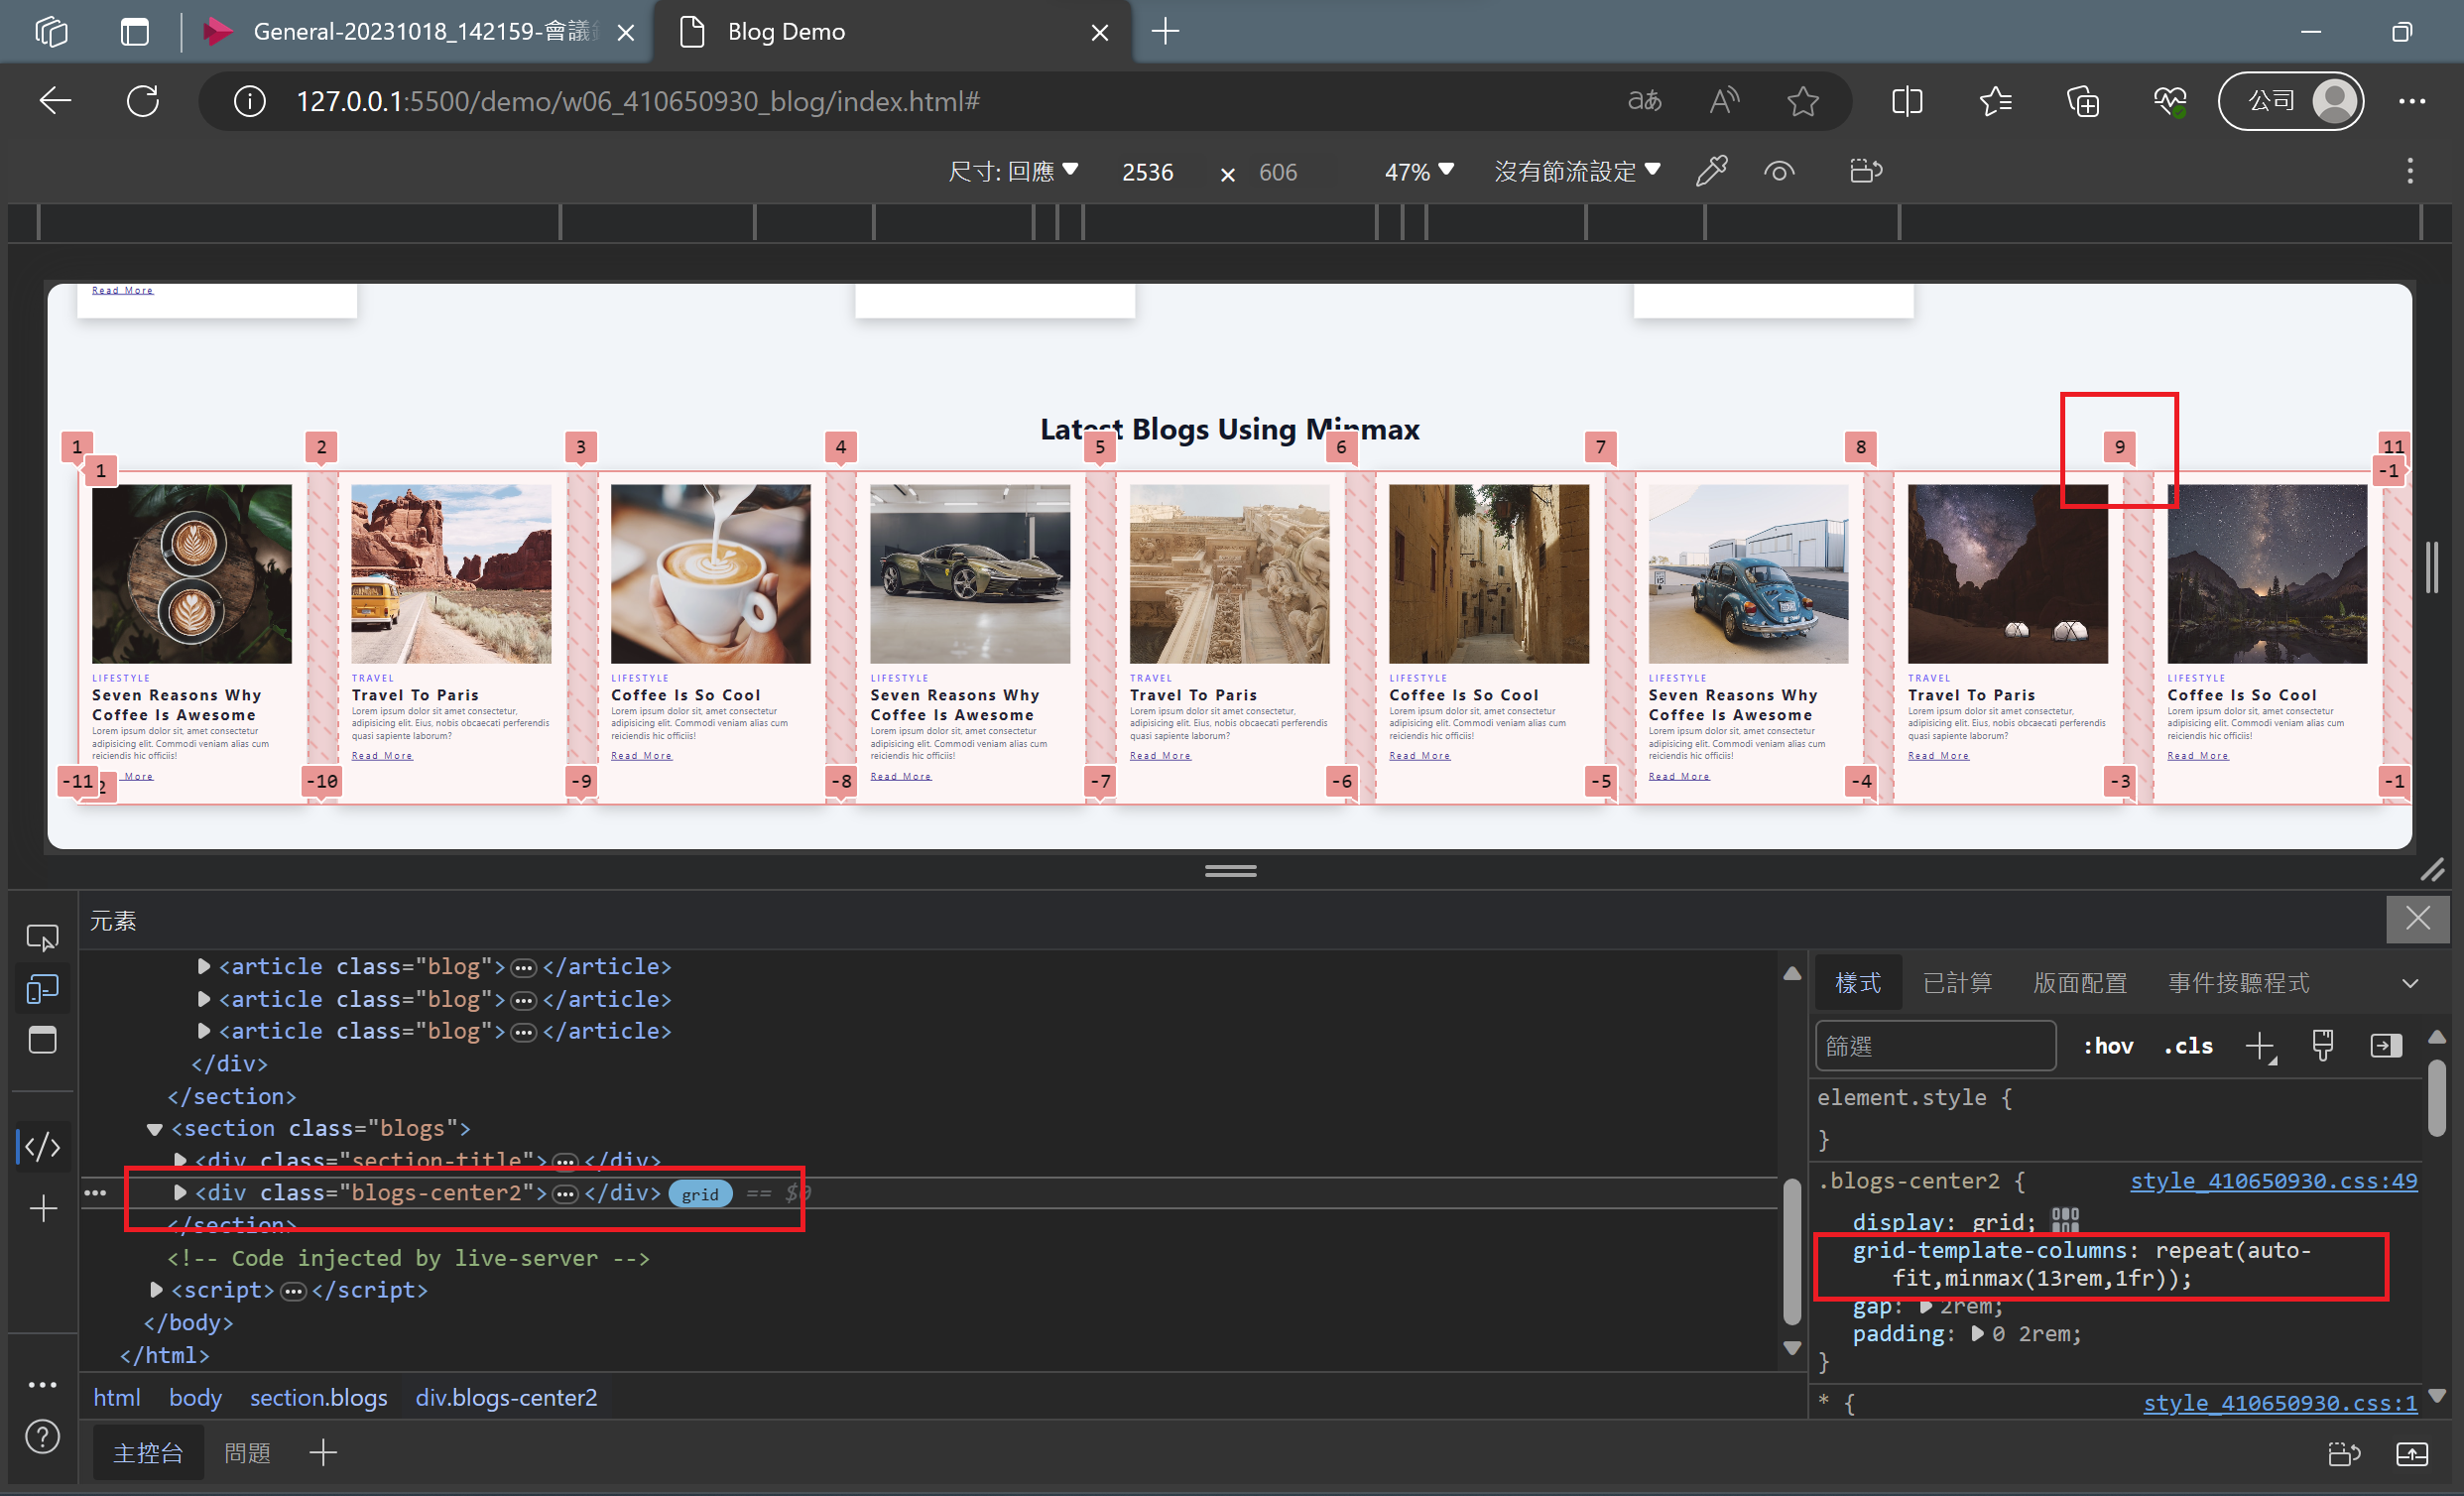 General-20231018_142159-會議
Blog Demo
127.0.0.1:5500/demo/w06_410650930_blog/index.html#
公司
尺寸: 回應 2536 × 606 47% 沒有節流設定
Read More
Latest Blogs Using Minmax
1 2 3 4 5 6 7 8 9 11
1 -1
LIFESTYLE
Seven Reasons Why
Coffee Is Awesome
Lorem ipsum dolor sit, amet consectetur
adipisicing elit. Commodi veniam alias cum
reiciendis hic officiis!
More
TRAVEL
Travel To Paris
Lorem ipsum dolor sit amet consectetur,
adipisicing elit. Eius, nobis obcaecati perferendis
quasi sapiente laborum?
Read More
LIFESTYLE
Coffee Is So Cool
Lorem ipsum dolor sit, amet consectetur
adipisicing elit. Commodi veniam alias cum
reiciendis hic officiis!
Read More
LIFESTYLE
Seven Reasons Why
Coffee Is Awesome
Lorem ipsum dolor sit, amet consectetur
adipisicing elit. Commodi veniam alias cum
reiciendis hic officiis!
Read More
TRAVEL
Travel To Paris
Lorem ipsum dolor sit amet consectetur,
adipisicing elit. Eius, nobis obcaecati perferendis
quasi sapiente laborum?
Read More
LIFESTYLE
Coffee Is So Cool
Lorem ipsum dolor sit, amet consectetur
adipisicing elit. Commodi veniam alias cum
reiciendis hic officiis!
Read More
LIFESTYLE
Seven Reasons Why
Coffee Is Awesome
Lorem ipsum dolor sit, amet consectetur
adipisicing elit. Commodi veniam alias cum
reiciendis hic officiis!
Read More
TRAVEL
Travel To Paris
Lorem ipsum dolor sit amet consectetur,
adipisicing elit. Eius, nobis obcaecati perferendis
quasi sapiente laborum?
Read More
LIFESTYLE
Coffee Is So Cool
Lorem ipsum dolor sit, amet consectetur
adipisicing elit. Commodi veniam alias cum
reiciendis hic officiis!
Read More
-11 2 -10 -9 -8 -7 -6 -5 -4 -3 -1
元素
<article class="blog">…</article>
<article class="blog">…</article>
<article class="blog">…</article>
</div>
</section>
<section class="blogs">
<div class="section-title">…</div>
<div class="blogs-center2">…</div> grid == $0
</section>
<!-- Code injected by live-server -->
<script>…</script>
</body>
</html>
html body section.blogs div.blogs-center2
樣式 已計算 版面配置 事件接聽程式
篩選 :hov .cls
element.style {
}
.blogs-center2 { style_410650930.css:49
display: grid;
grid-template-columns: repeat(auto-
fit,minmax(13rem,1fr));
gap: 2rem;
padding: 0 2rem;
}
* { style_410650930.css:1
主控台 問題